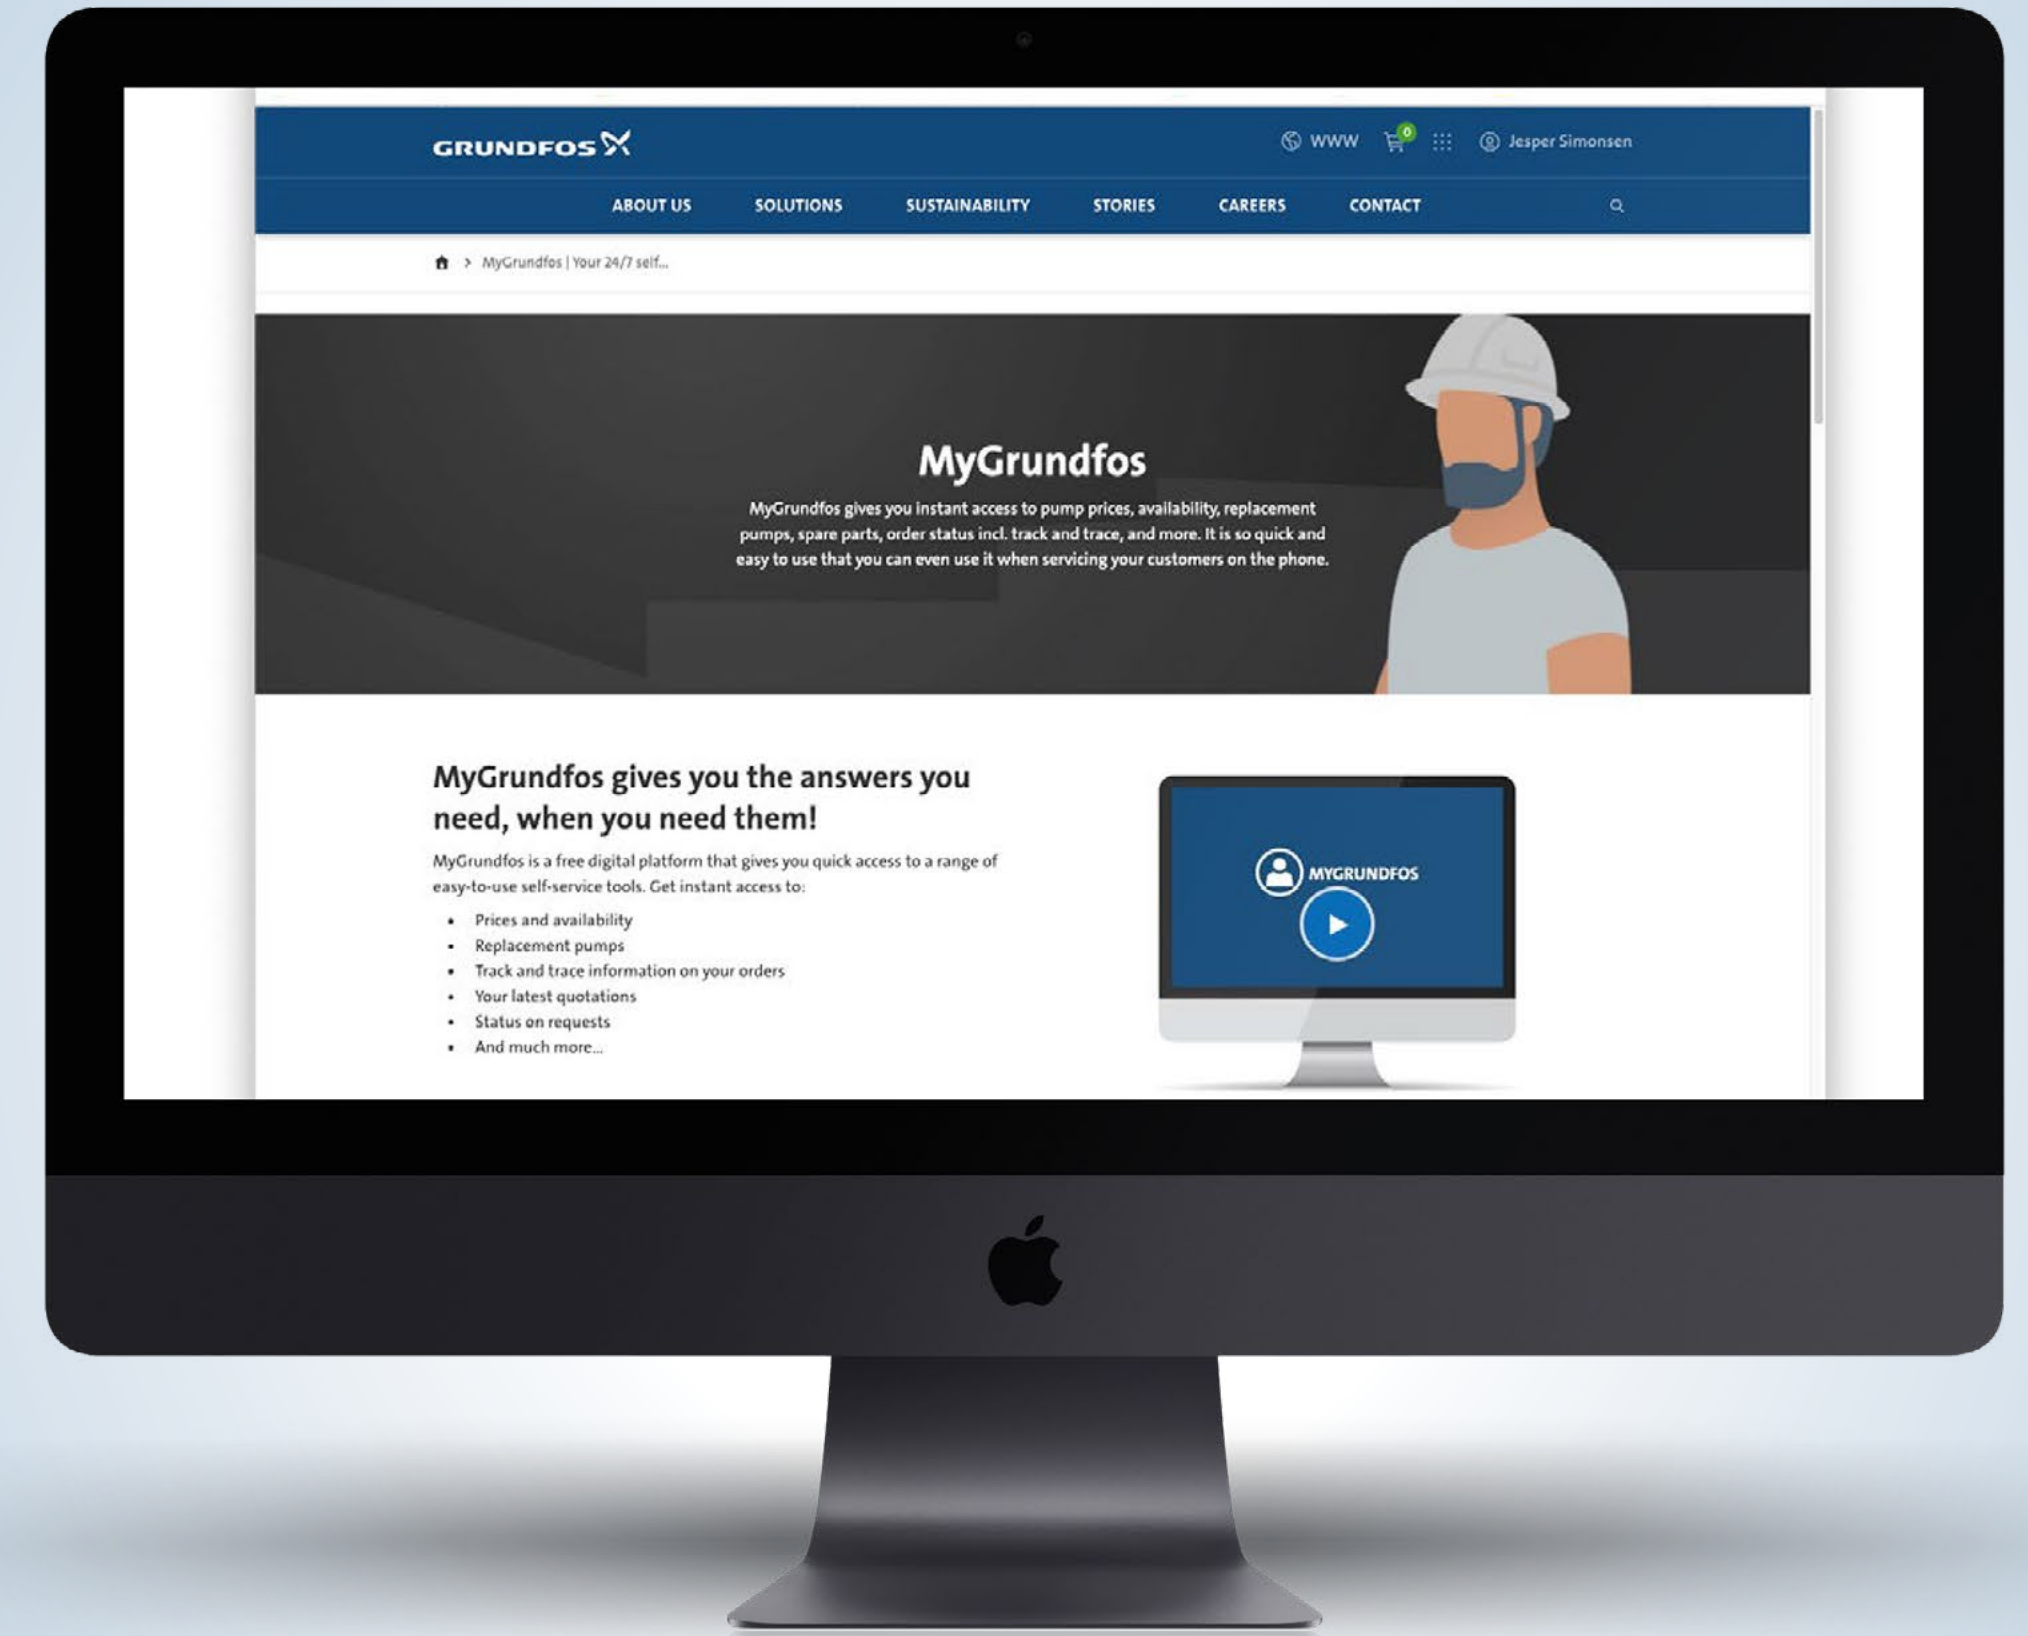 GRUNDFOS
WWW
0
Jesper Simonsen
ABOUT US SOLUTIONS SUSTAINABILITY STORIES CAREERS CONTACT
MyGrundfos | Your 24/7 self...
MyGrundfos
MyGrundfos gives you instant access to pump prices, availability, replacement
pumps, spare parts, order status incl. track and trace, and more. It is so quick and
easy to use that you can even use it when servicing your customers on the phone.
MyGrundfos gives you the answers you
need, when you need them!
MyGrundfos is a free digital platform that gives you quick access to a range of
easy-to-use self-service tools. Get instant access to:
• Prices and availability
• Replacement pumps
• Track and trace information on your orders
• Your latest quotations
• Status on requests
• And much more...
MYGRUNDFOS